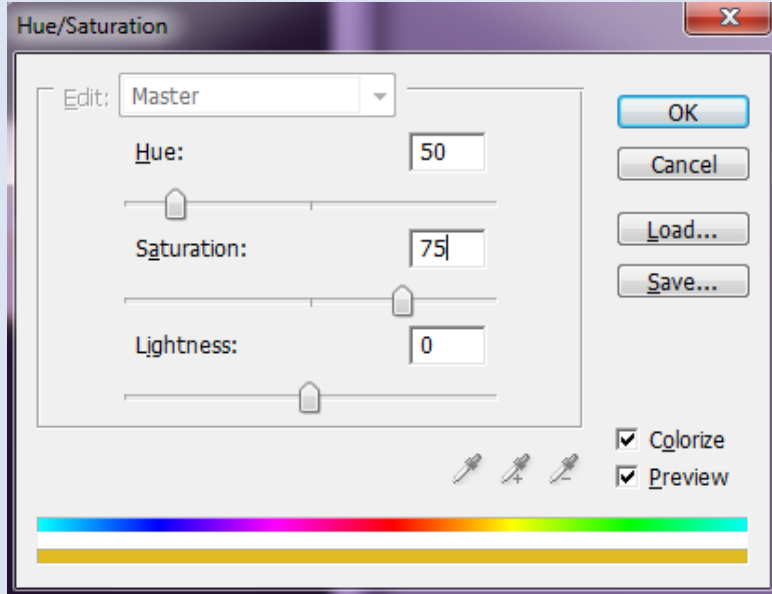 Hue/Saturation
x
Edit: Master
OK
Hue: 50
Cancel
Load...
Saturation: 75
Save...
Lightness: 0
Colorize
Preview